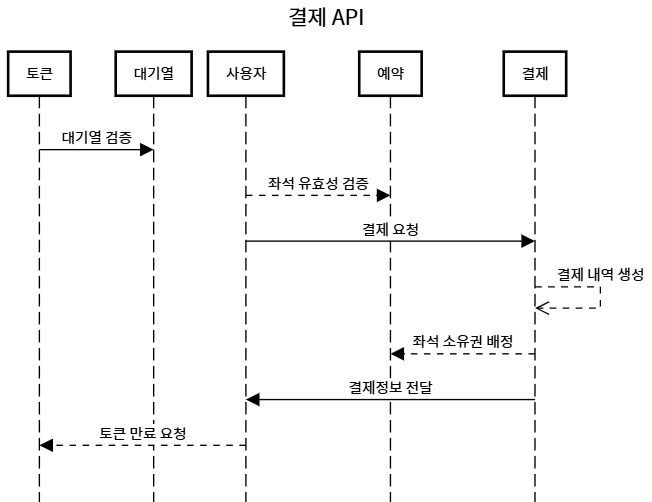 결제 API
토큰
대기열
사용자
예약
결제
대기열 검증
좌석 유효성 검증
결제 요청
결제 내역 생성
좌석 소유권 배정
결제정보 전달
토큰 만료 요청